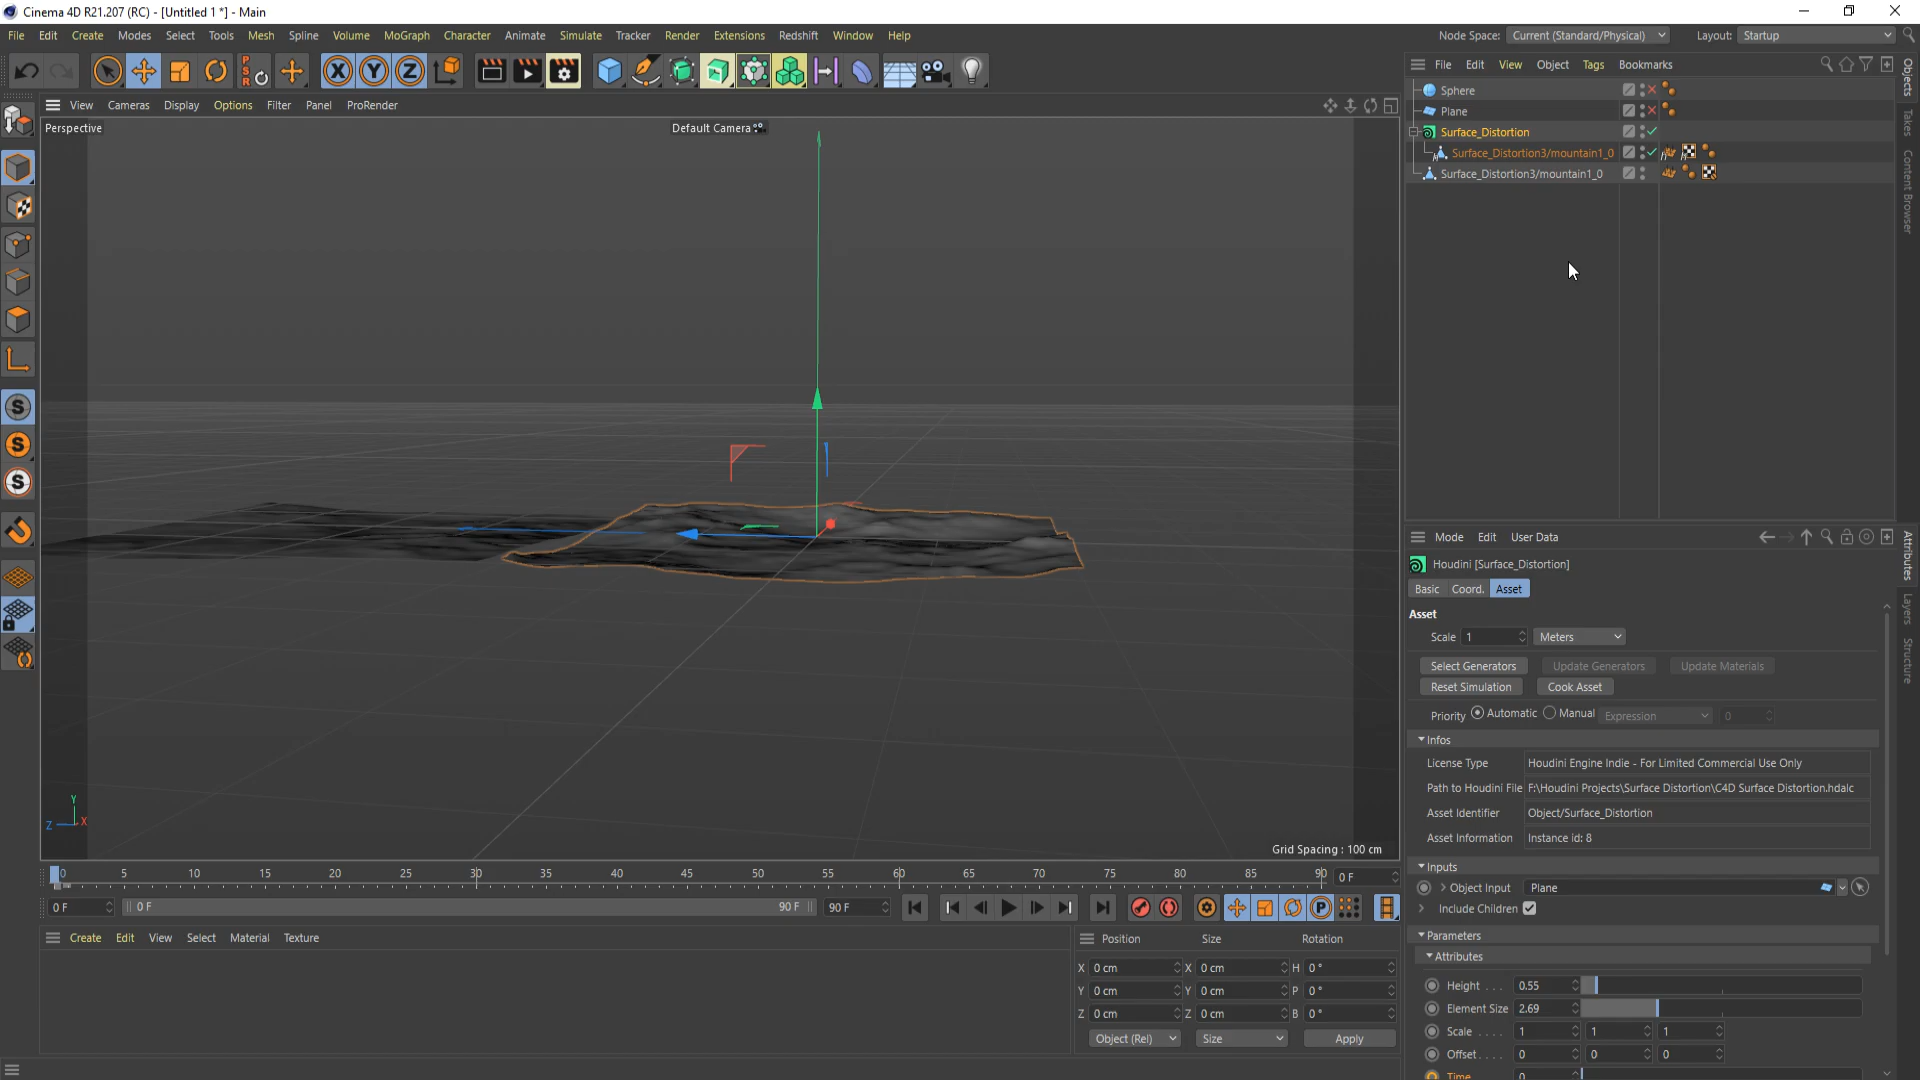 Cinema 4D R21.207 (RC) - [Untitled 1 *] - Main
File Edit Create Modes Select Tools Mesh Spline Volume MoGraph Character Animate Simulate Tracker Render Extensions Redshift Window Help
Node Space: Current (Standard/Physical) Layout: Startup
PSR X Y Z
View Cameras Display Options Filter Panel ProRender
Perspective
Default Camera
File Edit View Object Tags Bookmarks
Sphere
Plane
Surface_Distortion
Surface_Distortion3/mountain1_0
Surface_Distortion3/mountain1_0
Objects
Takes
Content Browser
S
S
S
Y
Z X
Grid Spacing : 100 cm
Mode Edit User Data
Houdini [Surface_Distortion]
Basic Coord. Asset
Asset
Scale 1 Meters
Select Generators Update Generators Update Materials
Reset Simulation Cook Asset
Priority Automatic Manual Expression 0
Infos
License Type Houdini Engine Indie - For Limited Commercial Use Only
Path to Houdini File F:\Houdini Projects\Surface Distortion\C4D Surface Distortion.hdalc
Asset Identifier Object/Surface_Distortion
Asset Information Instance id: 8
Inputs
Object Input Plane
Include Children
Parameters
Attributes
Height . . . 0.55
Element Size 2.69
Scale . . . . 1 1 1
Offset. . . . 0 0 0
Time 0
Attributes
Layers
Structure
0 5 10 15 20 25 30 35 40 45 50 55 60 65 70 75 80 85 90 0 F
0 F 0 F 90 F 90 F
P
Create Edit View Select Material Texture
Position Size Rotation
X 0 cm X 0 cm H 0 °
Y 0 cm Y 0 cm P 0 °
Z 0 cm Z 0 cm B 0 °
Object (Rel) Size Apply